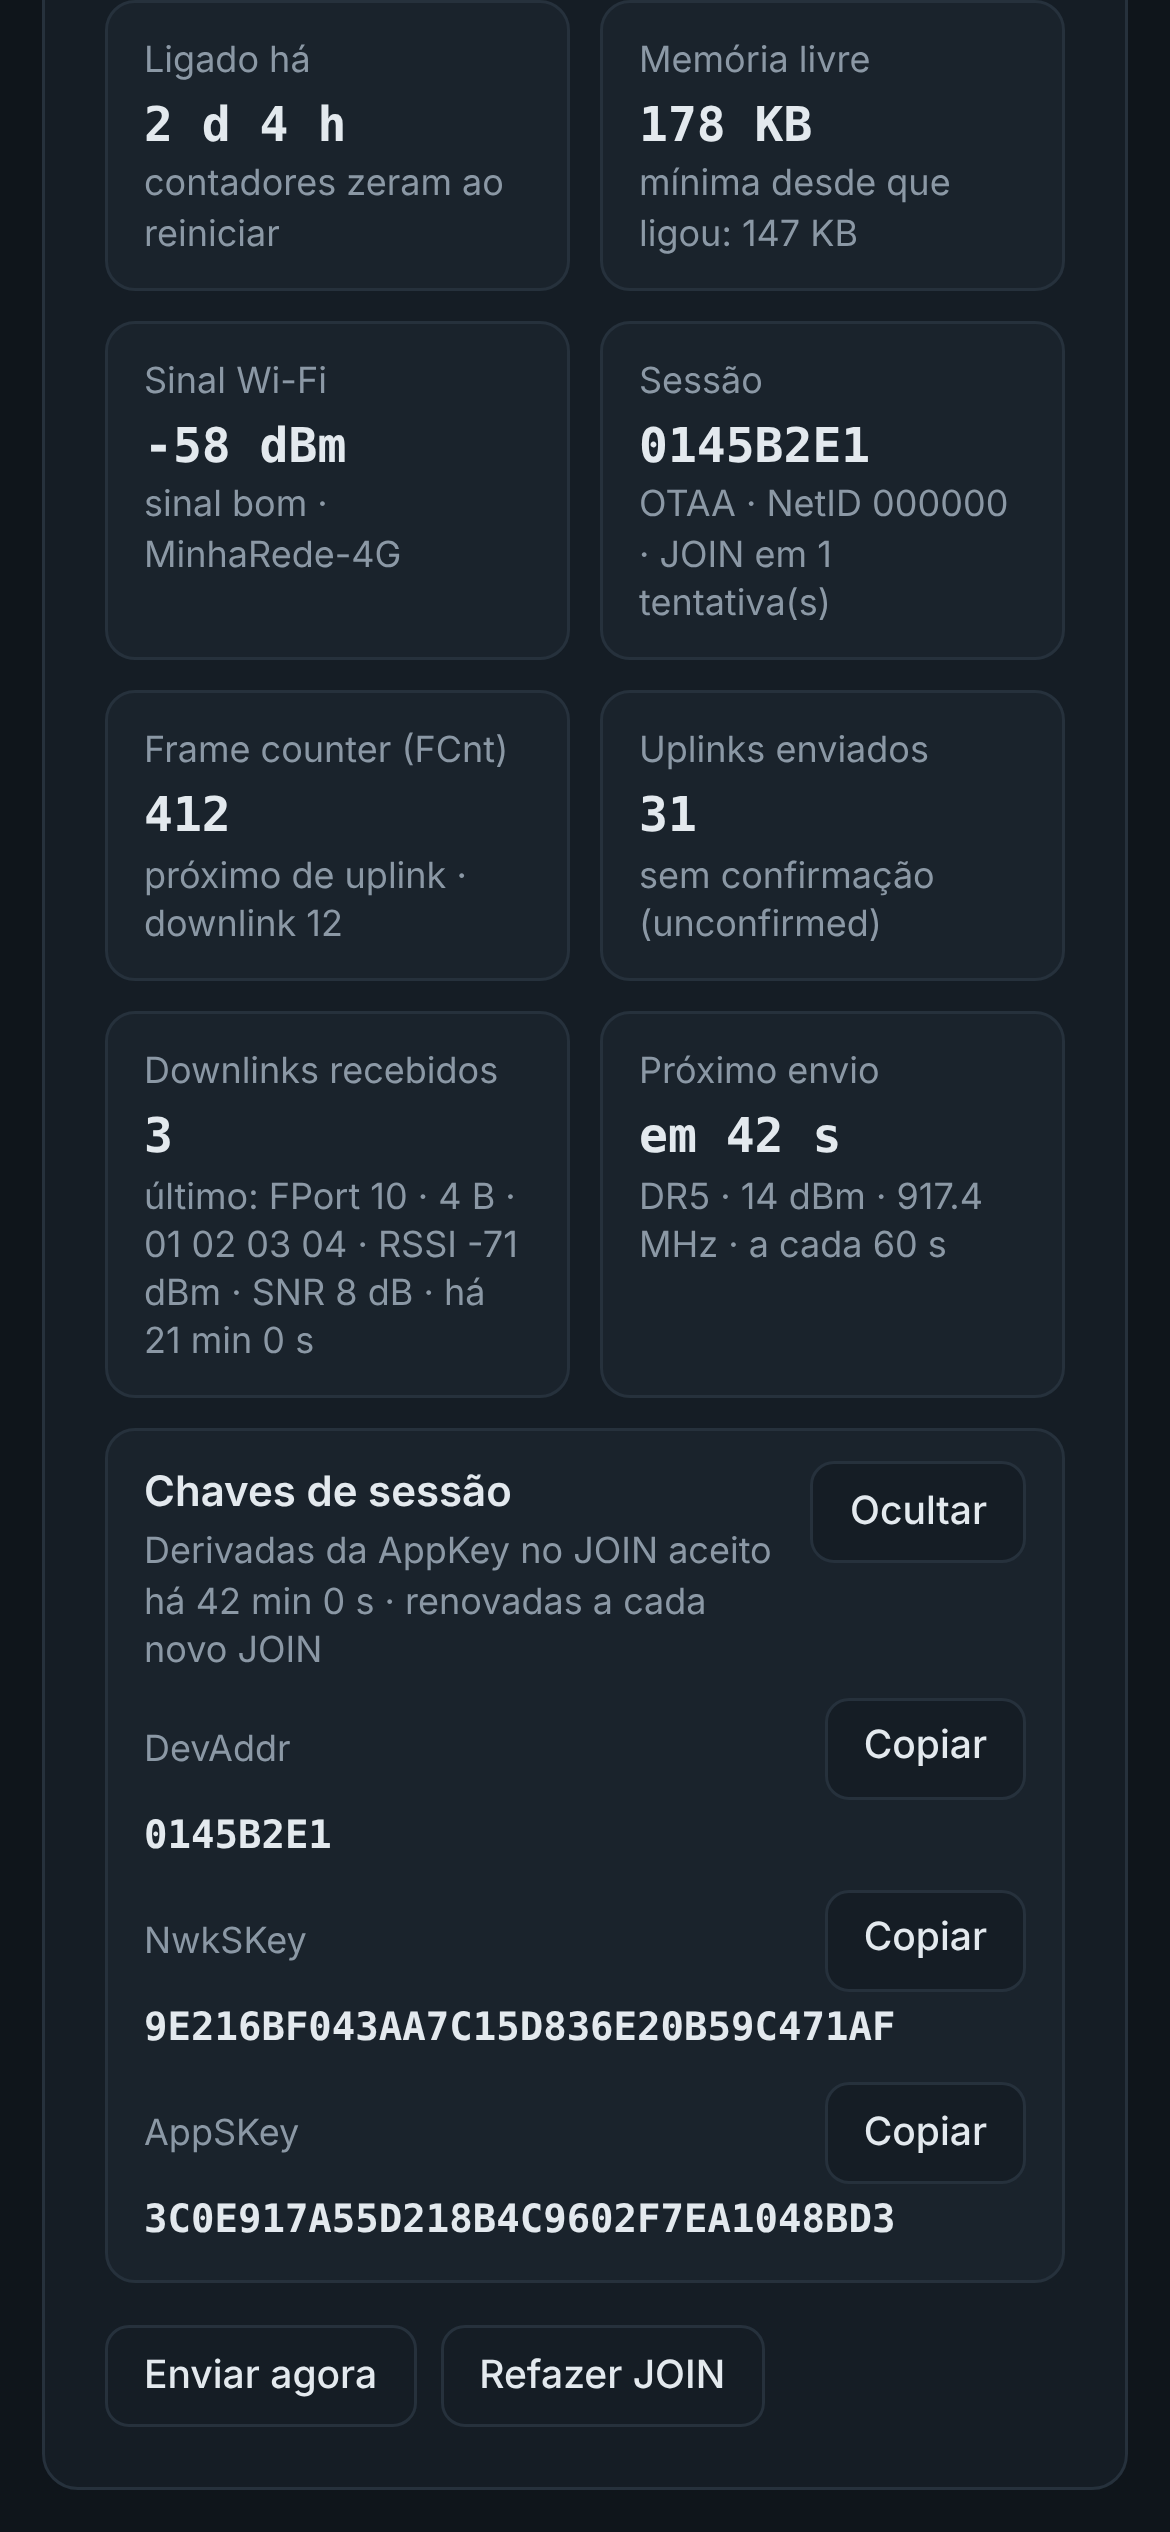 Ligado há
2 d 4 h
contadores zeram ao
reiniciar
Memória livre
178 KB
mínima desde que
ligou: 147 KB
Sinal Wi-Fi
-58 dBm
sinal bom ·
MinhaRede-4G
Sessão
0145B2E1
OTAA · NetID 000000
· JOIN em 1
tentativa(s)
Frame counter (FCnt)
412
próximo de uplink ·
downlink 12
Uplinks enviados
31
sem confirmação
(unconfirmed)
Downlinks recebidos
3
último: FPort 10 · 4 B ·
01 02 03 04 · RSSI -71
dBm · SNR 8 dB · há
21 min 0 s
Próximo envio
em 42 s
DR5 · 14 dBm · 917.4
MHz · a cada 60 s
Chaves de sessão
Ocultar
Derivadas da AppKey no JOIN aceito
há 42 min 0 s · renovadas a cada
novo JOIN
DevAddr
Copiar
0145B2E1
NwkSKey
Copiar
9E216BF043AA7C15D836E20B59C471AF
AppSKey
Copiar
3C0E917A55D218B4C9602F7EA1048BD3
Enviar agora
Refazer JOIN